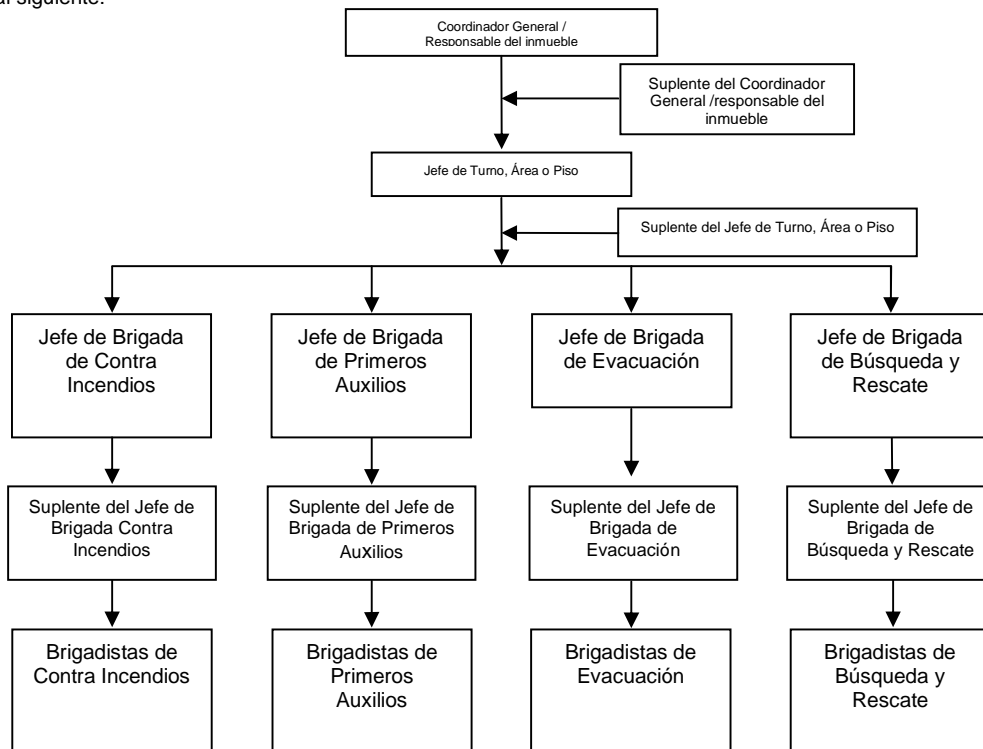 al siguiente:
Coordinador General /
Responsable del inmueble
Suplente del Coordinador
General /responsable del
inmueble
Jefe de Turno, Área o Piso
Suplente del Jefe de Turno, Área o Piso
Jefe de Brigada
de Contra
Incendios
Jefe de Brigada
de Primeros
Auxilios
Jefe de Brigada
de Evacuación
Jefe de Brigada
de Búsqueda y
Rescate
Suplente del Jefe de
Brigada Contra
Incendios
Suplente del Jefe de
Brigada de Primeros
Auxilios
Suplente del Jefe de
Brigada de
Evacuación
Suplente del Jefe de
Brigada de
Búsqueda y Rescate
Brigadistas de
Contra Incendios
Brigadistas de
Primeros
Auxilios
Brigadistas de
Evacuación
Brigadistas de
Búsqueda y
Rescate